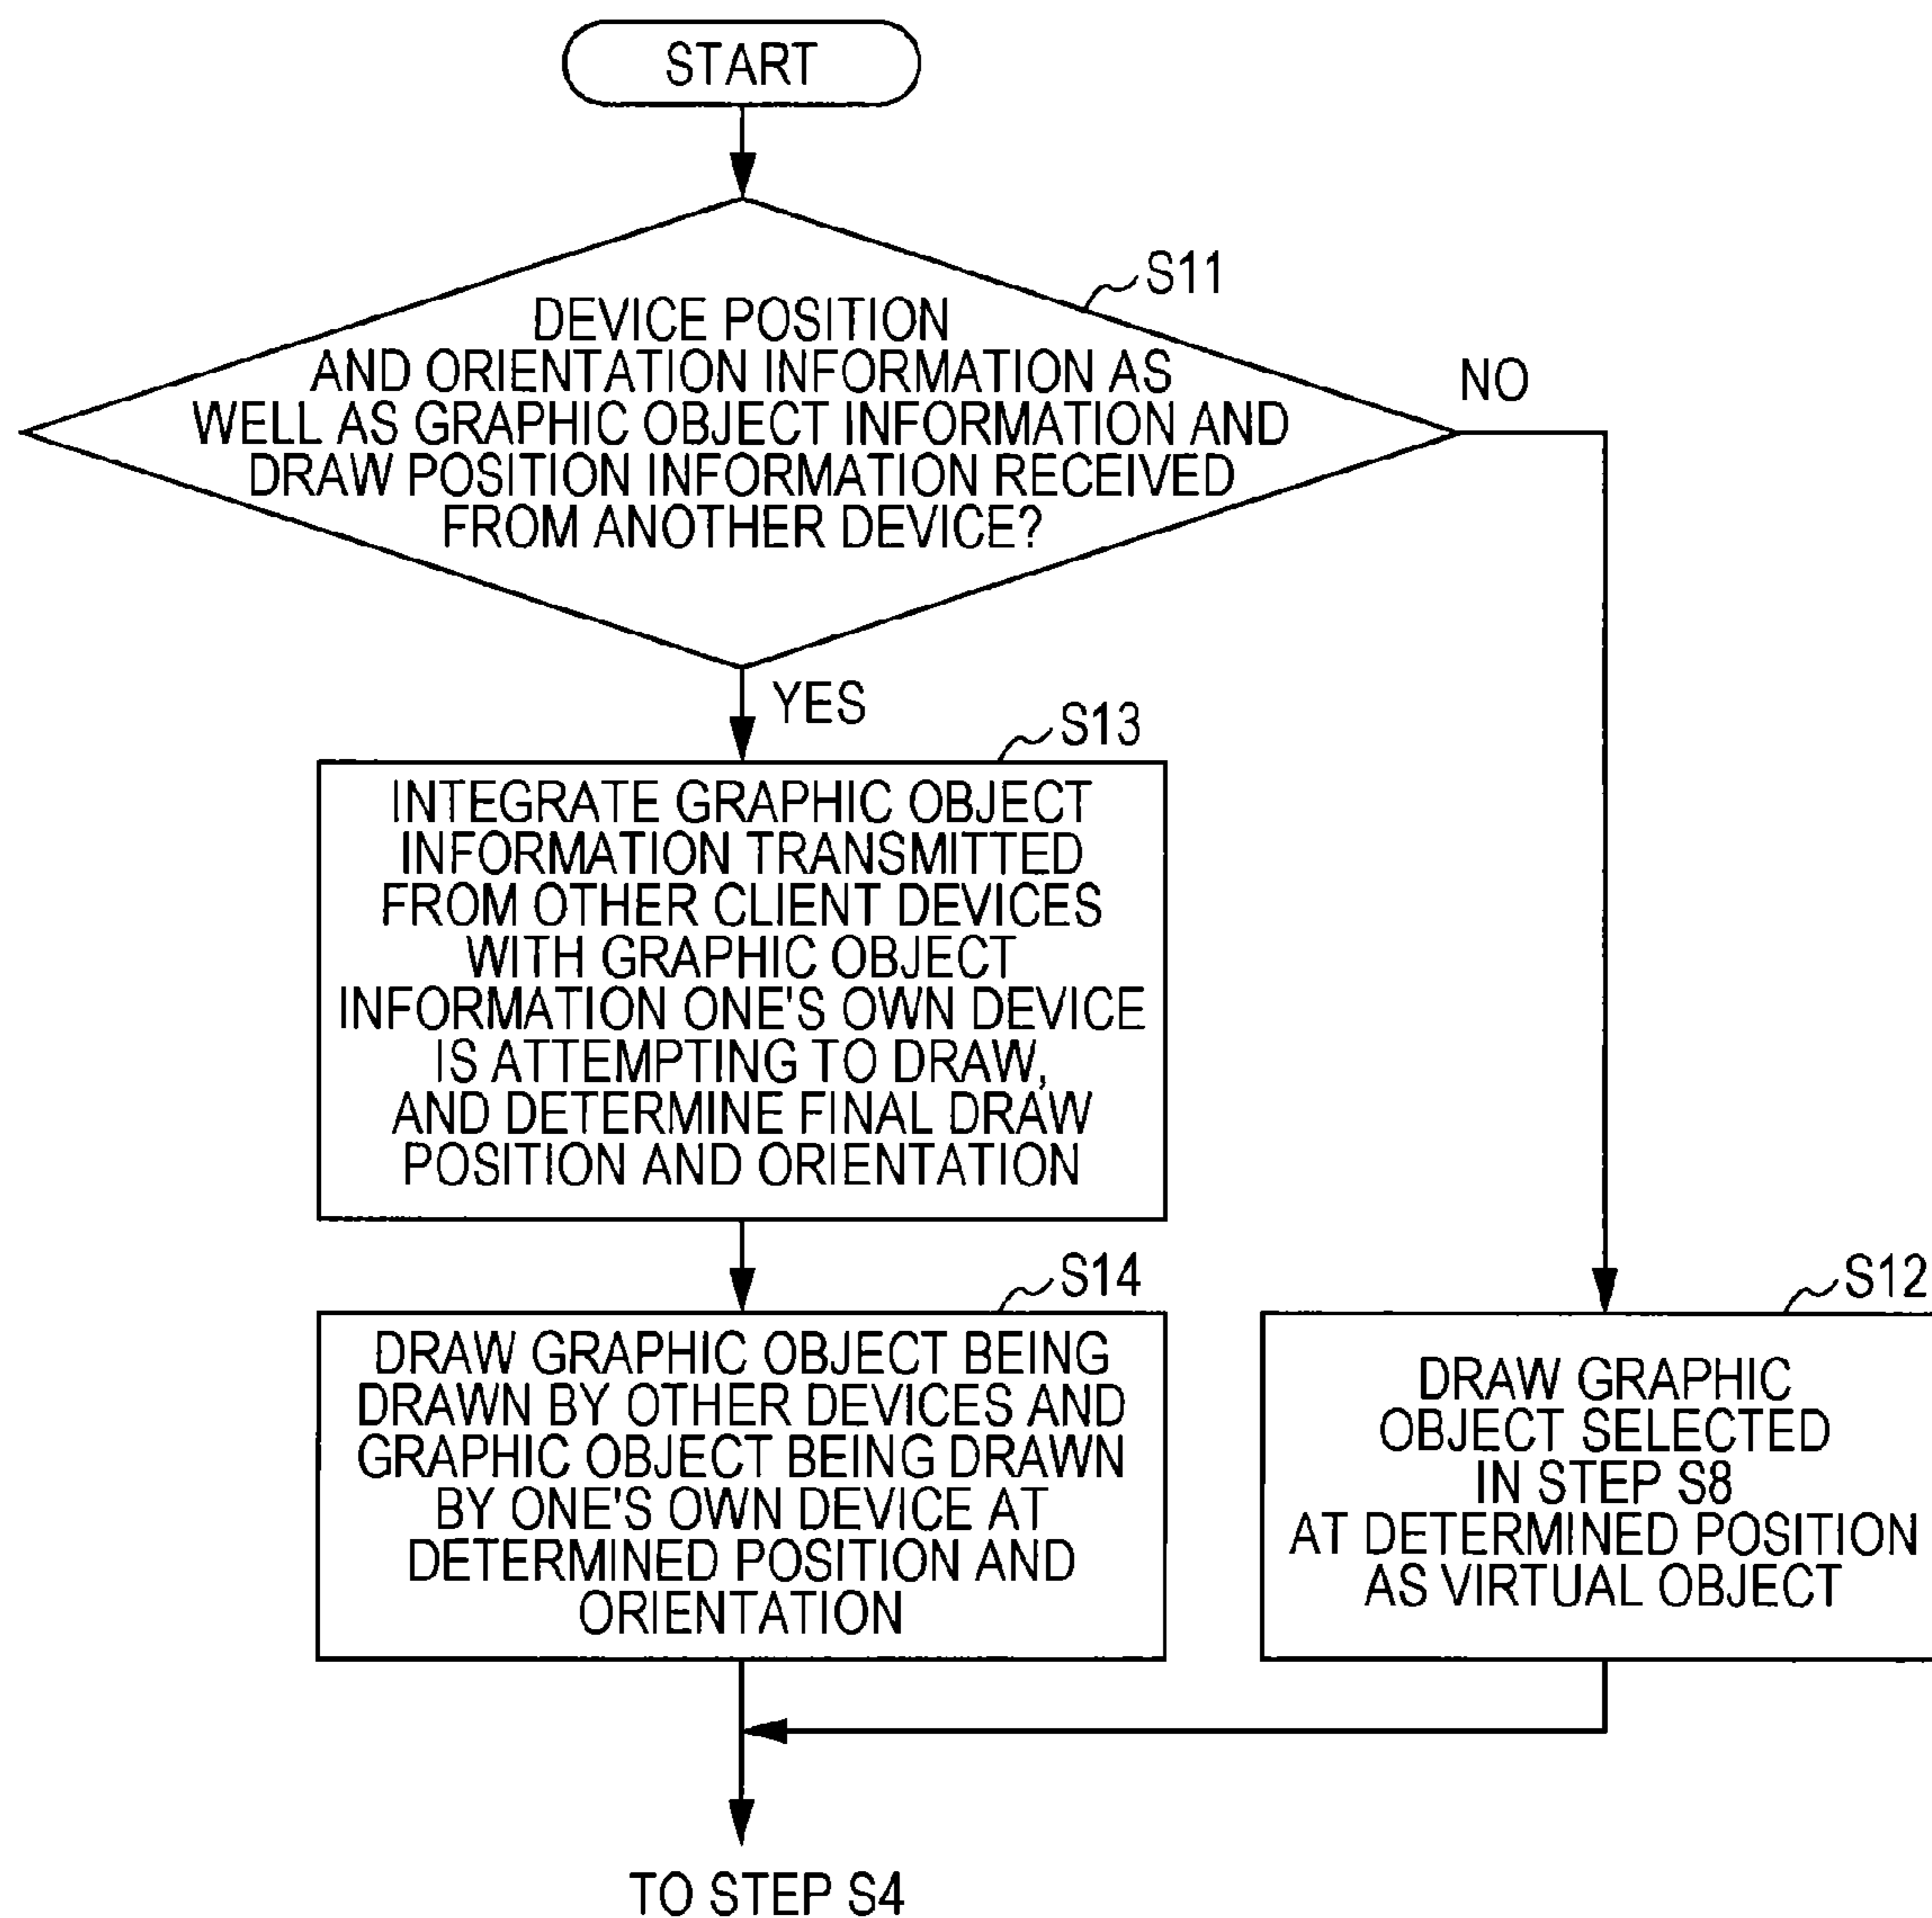 START
S11
DEVICE POSITION
AND ORIENTATION INFORMATION AS
WELL AS GRAPHIC OBJECT INFORMATION AND
DRAW POSITION INFORMATION RECEIVED
FROM ANOTHER DEVICE?
NO
YES
S13
INTEGRATE GRAPHIC OBJECT
INFORMATION TRANSMITTED
FROM OTHER CLIENT DEVICES
WITH GRAPHIC OBJECT
INFORMATION ONE'S OWN DEVICE
IS ATTEMPTING TO DRAW,
AND DETERMINE FINAL DRAW
POSITION AND ORIENTATION
S14
DRAW GRAPHIC OBJECT BEING
DRAWN BY OTHER DEVICES AND
GRAPHIC OBJECT BEING DRAWN
BY ONE'S OWN DEVICE AT
DETERMINED POSITION AND
ORIENTATION
S12
DRAW GRAPHIC
OBJECT SELECTED
IN STEP S8
AT DETERMINED POSITION
AS VIRTUAL OBJECT
TO STEP S4